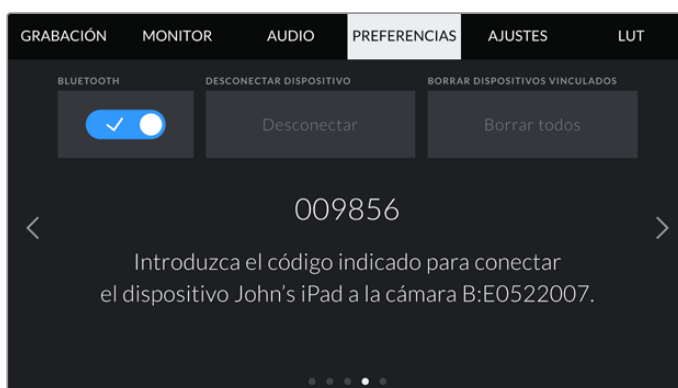 GRABACIÓN MONITOR AUDIO PREFERENCIAS AJUSTES LUT
BLUETOOTH DESCONECTAR DISPOSITIVO BORRAR DISPOSITIVOS VINCULADOS
Desconectar Borrar todos
009856
Introduzca el código indicado para conectar
el dispositivo John’s iPad a la cámara B:E0522007.